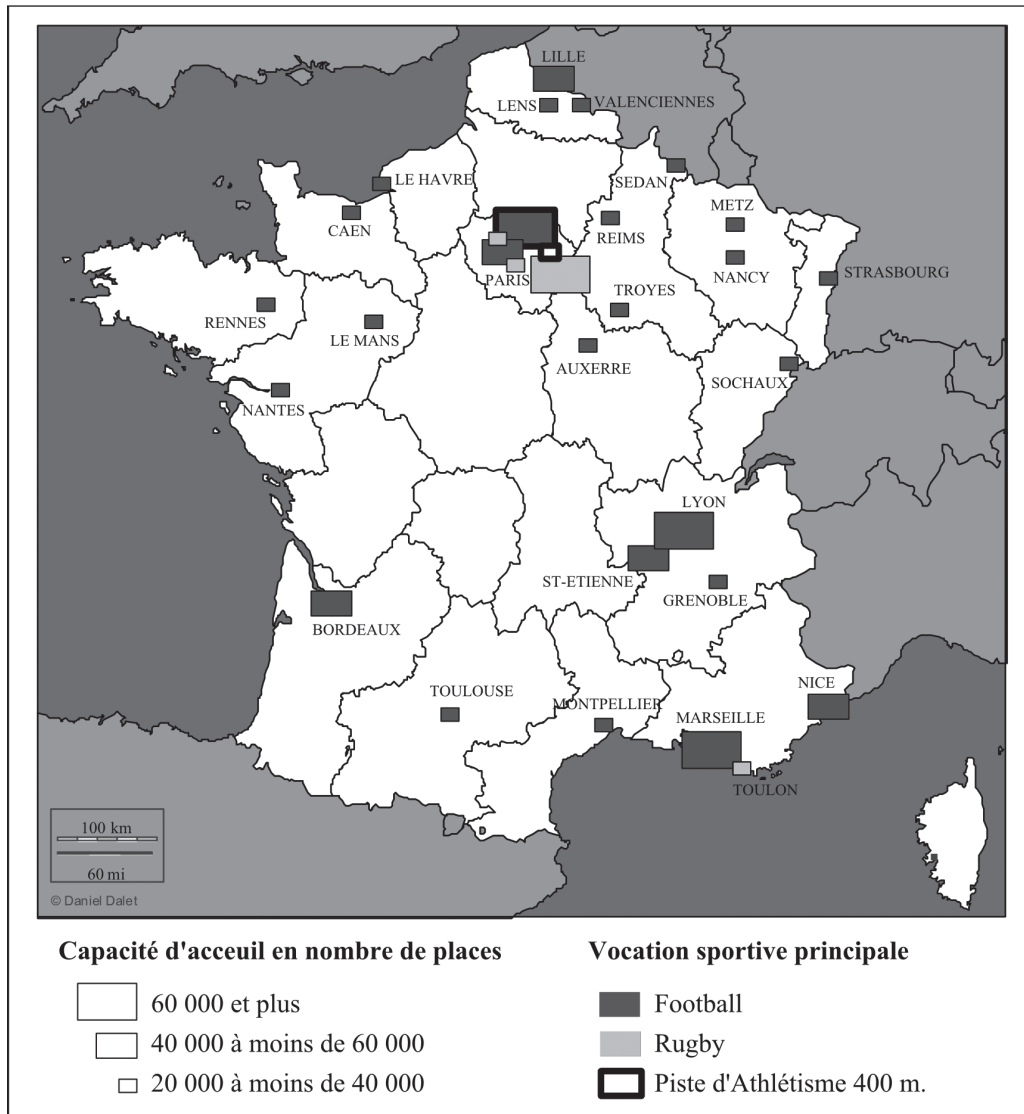 LILLE
LENS
VALENCIENNES
SEDAN
LE HAVRE
METZ
CAEN
REIMS
NANCY
STRASBOURG
PARIS
TROYES
RENNES
LE MANS
AUXERRE
SOCHAUX
NANTES
LYON
ST-ETIENNE
GRENOBLE
BORDEAUX
NICE
TOULOUSE
MONTPELLIER
MARSEILLE
TOULON
100 km
60 mi
© Daniel Dalet
Capacité d'acceuil en nombre de places
60 000 et plus
40 000 à moins de 60 000
20 000 à moins de 40 000
Vocation sportive principale
Football
Rugby
Piste d'Athlétisme 400 m.